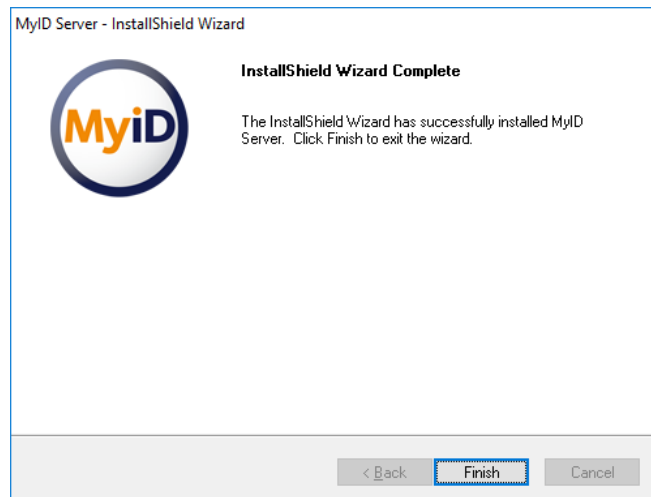 MyID Server - InstallShield Wizard
InstallShield Wizard Complete
MyiD
The InstallShield Wizard has successfully installed MyID
Server. Click Finish to exit the wizard.
< Back
Finish
Cancel